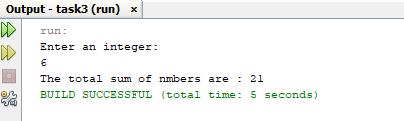 Output - task3 (run)
run:
Enter an integer:
6
The total sum of nmbers are : 21
BUILD SUCCESSFUL (total time: 5 seconds)